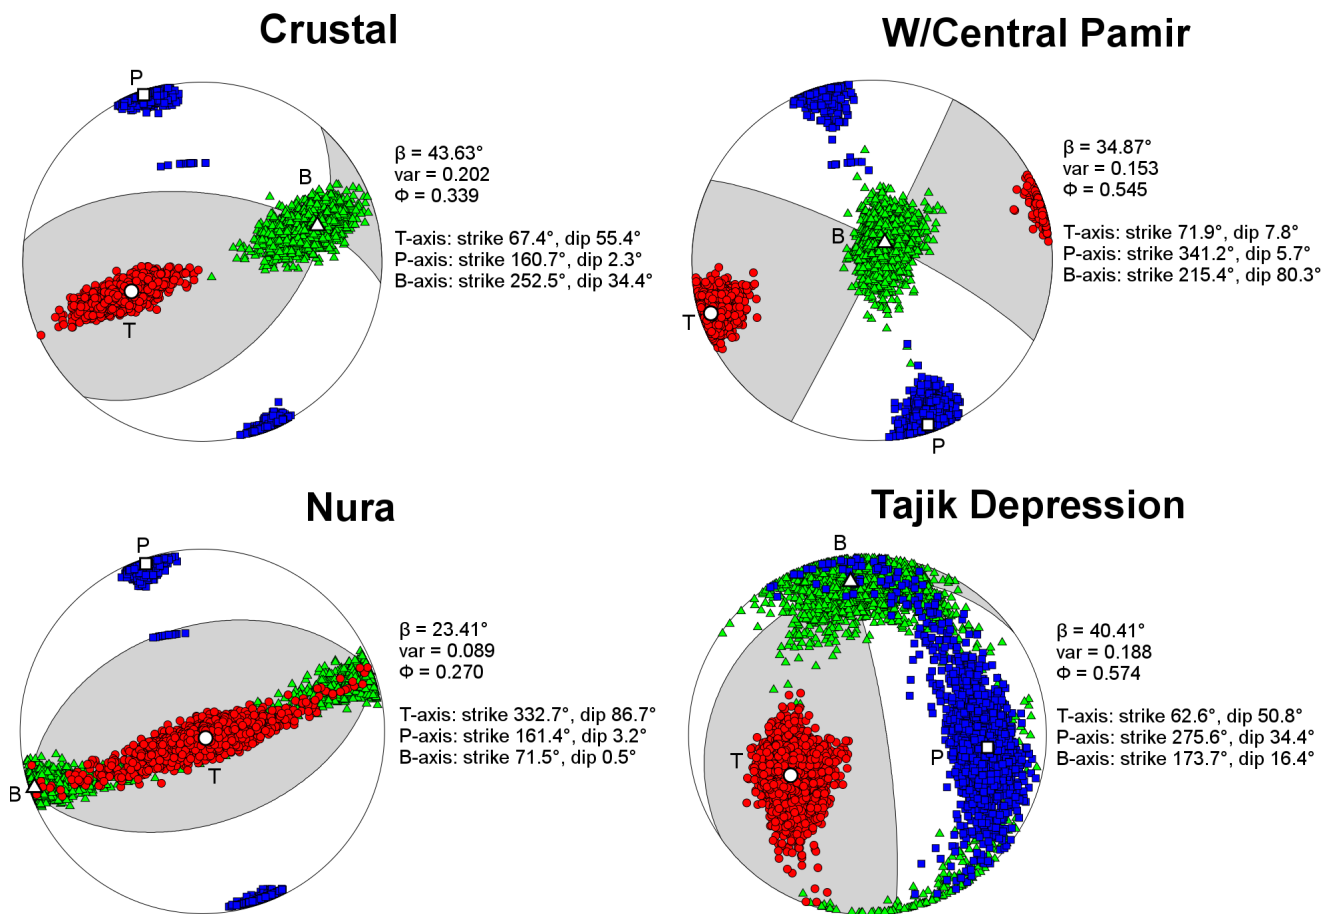 Crustal
P
B
T
β = 43.63°
var = 0.202
Φ = 0.339
T-axis: strike 67.4°, dip 55.4°
P-axis: strike 160.7°, dip 2.3°
B-axis: strike 252.5°, dip 34.4°
W/Central Pamir
B
T
P
β = 34.87°
var = 0.153
Φ = 0.545
T-axis: strike 71.9°, dip 7.8°
P-axis: strike 341.2°, dip 5.7°
B-axis: strike 215.4°, dip 80.3°
Nura
P
T
B
β = 23.41°
var = 0.089
Φ = 0.270
T-axis: strike 332.7°, dip 86.7°
P-axis: strike 161.4°, dip 3.2°
B-axis: strike 71.5°, dip 0.5°
Tajik Depression
B
T
P
β = 40.41°
var = 0.188
Φ = 0.574
T-axis: strike 62.6°, dip 50.8°
P-axis: strike 275.6°, dip 34.4°
B-axis: strike 173.7°, dip 16.4°